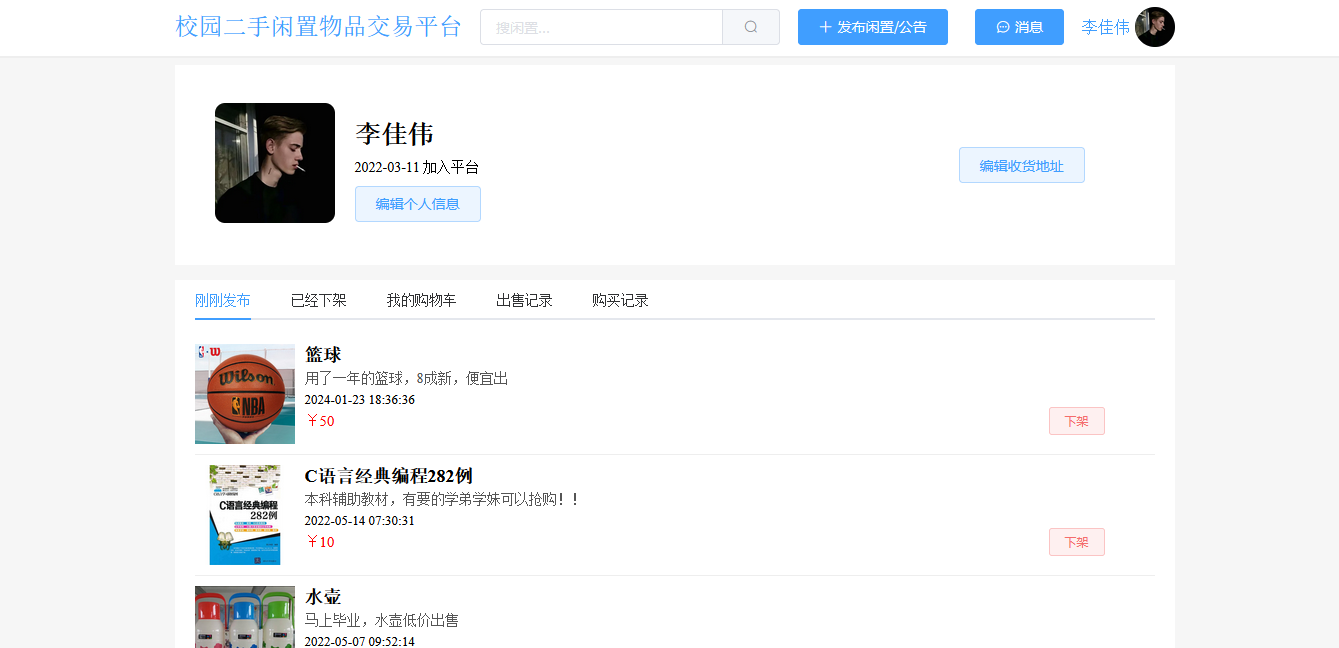 校园二手闲置物品交易平台
搜闲置...
发布闲置/公告
消息
李佳伟
李佳伟
2022-03-11 加入平台
编辑个人信息
编辑收货地址
刚刚发布
已经下架
我的购物车
出售记录
购买记录
W
Wilson
NBA
篮球
用了一年的篮球，8成新，便宜出
2024-01-23 18:36:36
￥50
下架
C语言经典编程
282例
C语言经典编程282例
本科辅助教材，有要的学弟学妹可以抢购！！
2022-05-14 07:30:31
￥10
下架
水壶
马上毕业，水壶低价出售
2022-05-07 09:52:14